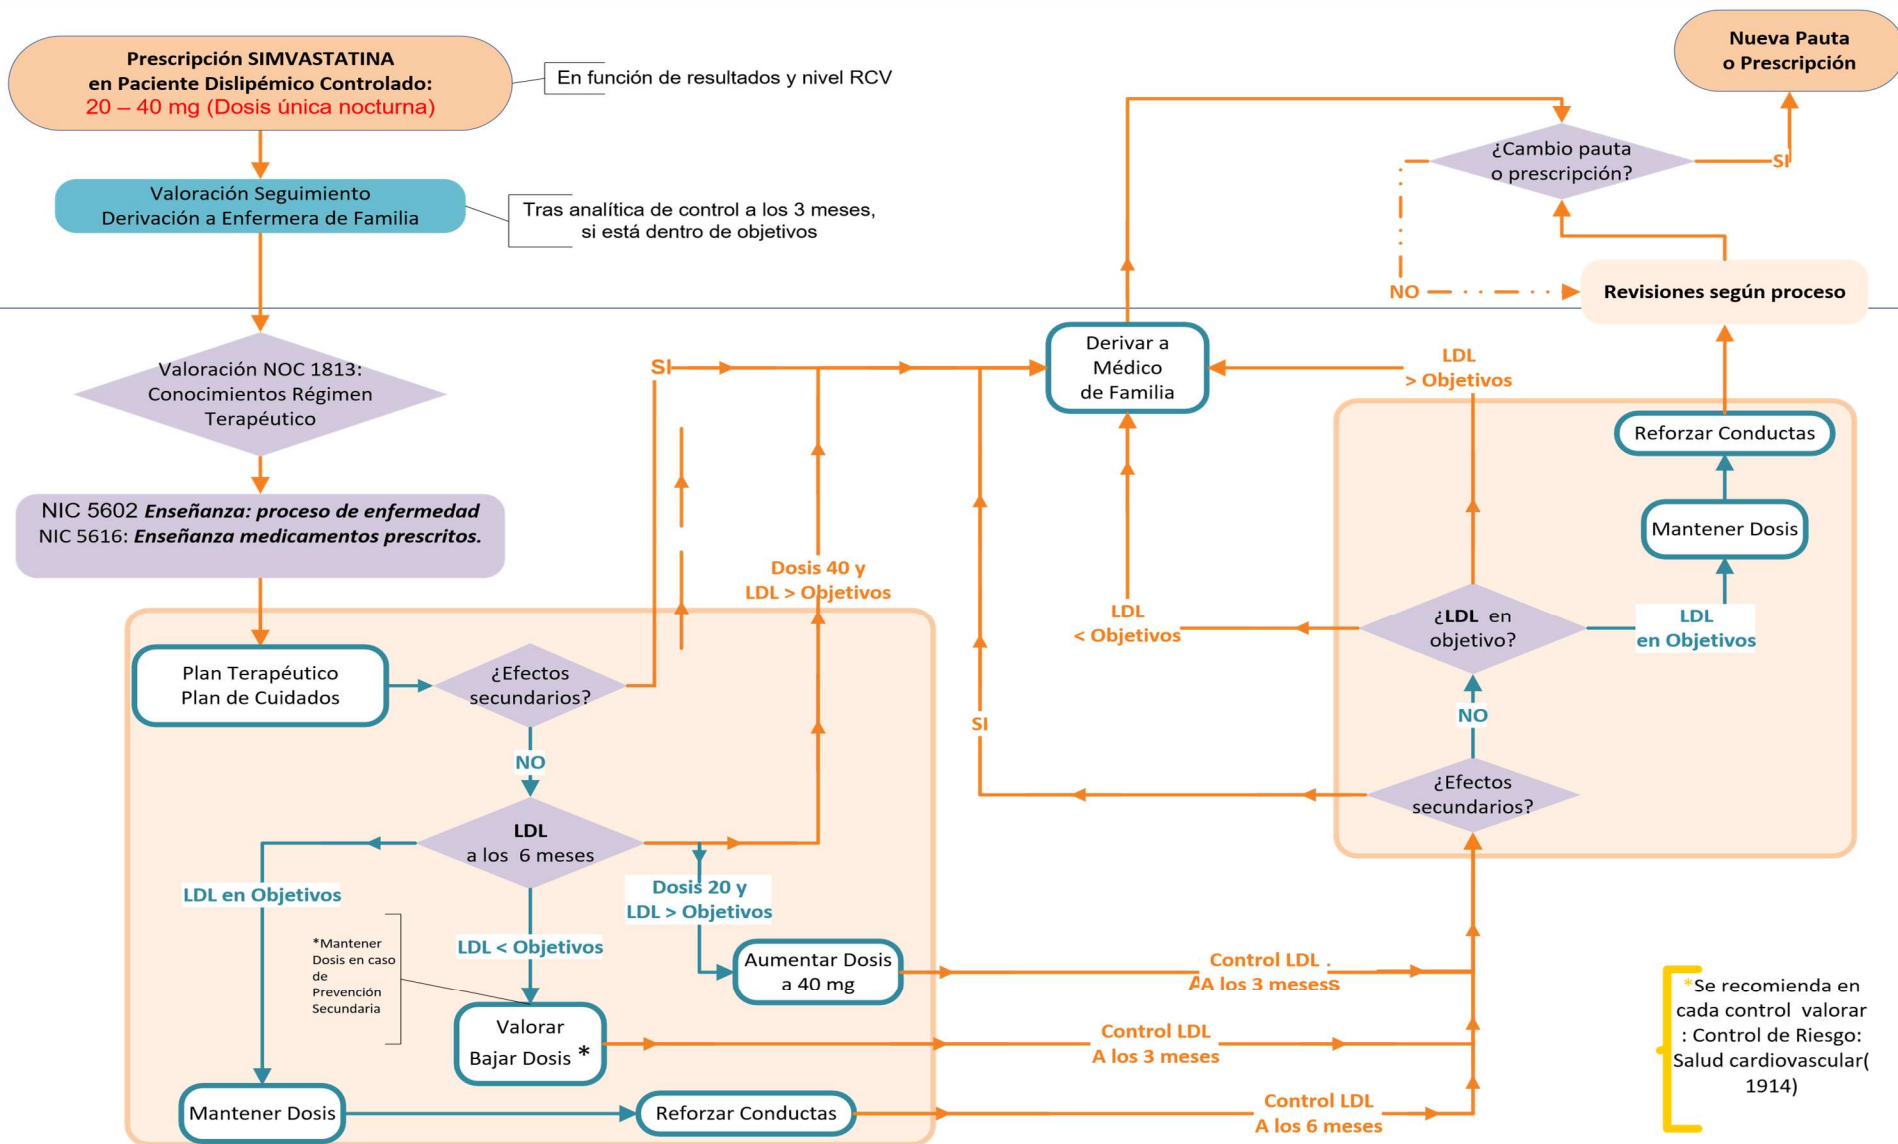 Prescripción SIMVASTATINA
en Paciente Dislipémico Controlado:
20 – 40 mg (Dosis única nocturna)
En función de resultados y nivel RCV
Nueva Pauta
o Prescripción
¿Cambio pauta
o prescripción?
SI
NO
Revisiones según proceso
Valoración Seguimiento
Derivación a Enfermera de Familia
Tras analítica de control a los 3 meses,
si está dentro de objetivos
Valoración NOC 1813:
Conocimientos Régimen
Terapéutico
NIC 5602 Enseñanza: proceso de enfermedad
NIC 5616: Enseñanza medicamentos prescritos.
Plan Terapéutico
Plan de Cuidados
¿Efectos
secundarios?
SI
NO
LDL
a los 6 meses
LDL en Objetivos
LDL < Objetivos
Dosis 20 y
LDL > Objetivos
Dosis 40 y
LDL > Objetivos
*Mantener
Dosis en caso
de
Prevención
Secundaria
Aumentar Dosis
a 40 mg
Valorar
Bajar Dosis *
Mantener Dosis
Reforzar Conductas
Control LDL .
AA los 3 mesess
Control LDL
A los 3 meses
Control LDL
A los 6 meses
Derivar a
Médico
de Familia
LDL
> Objetivos
LDL
< Objetivos
SI
Reforzar Conductas
Mantener Dosis
LDL
en Objetivos
¿LDL en
objetivo?
NO
¿Efectos
secundarios?
*Se recomienda en
cada control valorar
: Control de Riesgo:
Salud cardiovascular(
1914)